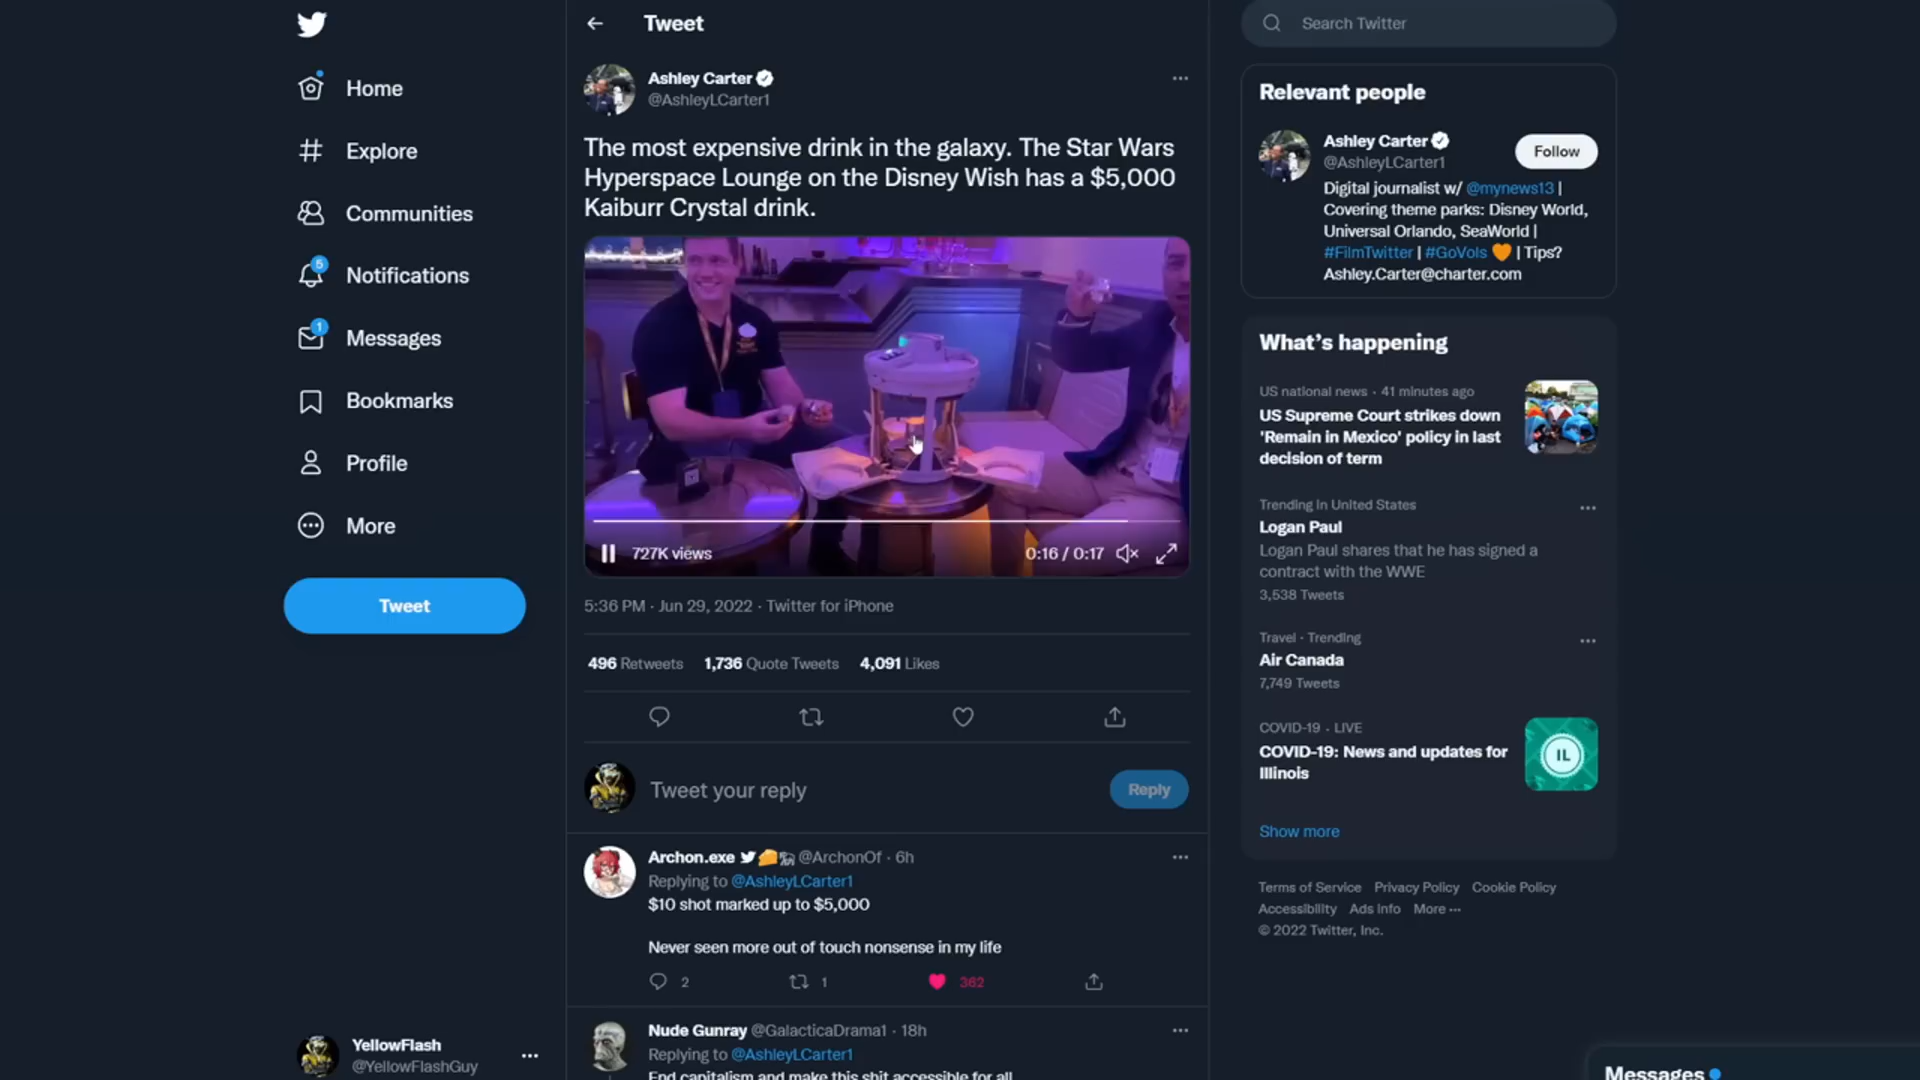 Home
Explore
Communities
5
Notifications
1
Messages
Bookmarks
Profile
More
Tweet
YellowFlash
@YellowFlashGuy
Tweet
Ashley Carter
@AshleyLCarter1
The most expensive drink in the galaxy. The Star Wars
Hyperspace Lounge on the Disney Wish has a $5,000
Kaiburr Crystal drink.
727K views
0:16 / 0:17
5:36 PM · Jun 29, 2022 · Twitter for iPhone
496 Retweets 1,736 Quote Tweets 4,091 Likes
Tweet your reply
Reply
Archon.exe @ArchonOf · 6h
Replying to @AshleyLCarter1
$10 shot marked up to $5,000
Never seen more out of touch nonsense in my life
2 1 362
Nude Gunray @GalacticaDrama1 · 18h
Replying to @AshleyLCarter1
End capitalism and make this shit accessible for all
Search Twitter
Relevant people
Ashley Carter
@AshleyLCarter1
Follow
Digital journalist w/ @mynews13 |
Covering theme parks: Disney World,
Universal Orlando, SeaWorld |
#FilmTwitter | #GoVols 🧡 | Tips?
Ashley.Carter@charter.com
What's happening
US national news · 41 minutes ago
US Supreme Court strikes down
'Remain in Mexico' policy in last
decision of term
Trending in United States
Logan Paul
Logan Paul shares that he has signed a
contract with the WWE
3,538 Tweets
Travel · Trending
Air Canada
7,749 Tweets
COVID-19 · LIVE
COVID-19: News and updates for
Illinois
IL
Show more
Terms of Service Privacy Policy Cookie Policy
Accessibility Ads info More ···
© 2022 Twitter, Inc.
Messages